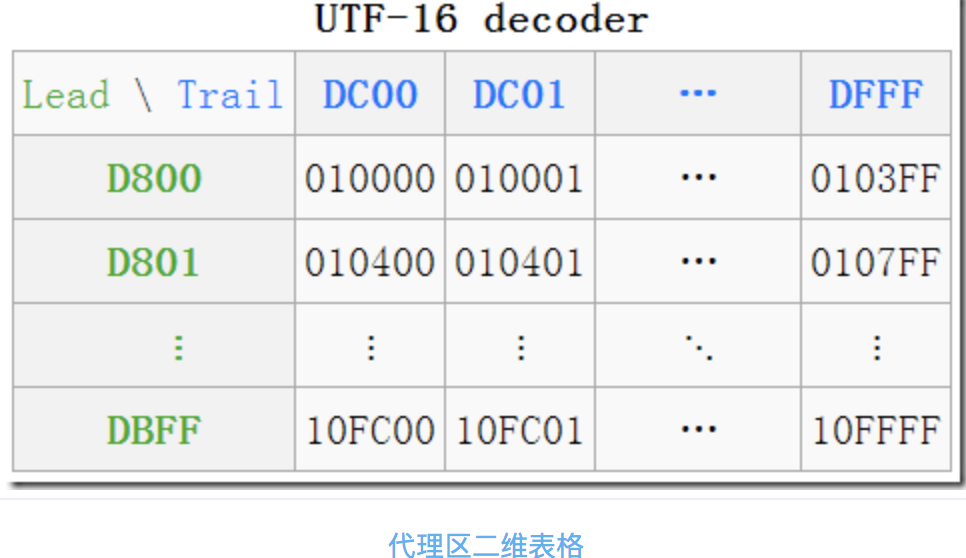 UTF-16 decoder
Lead \ Trail DC00 DC01 … DFFF
D800 010000 010001 … 0103FF
D801 010400 010401 … 0107FF
⋮ ⋮ ⋮ ⋱ ⋮
DBFF 10FC00 10FC01 … 10FFFF
代理区二维表格